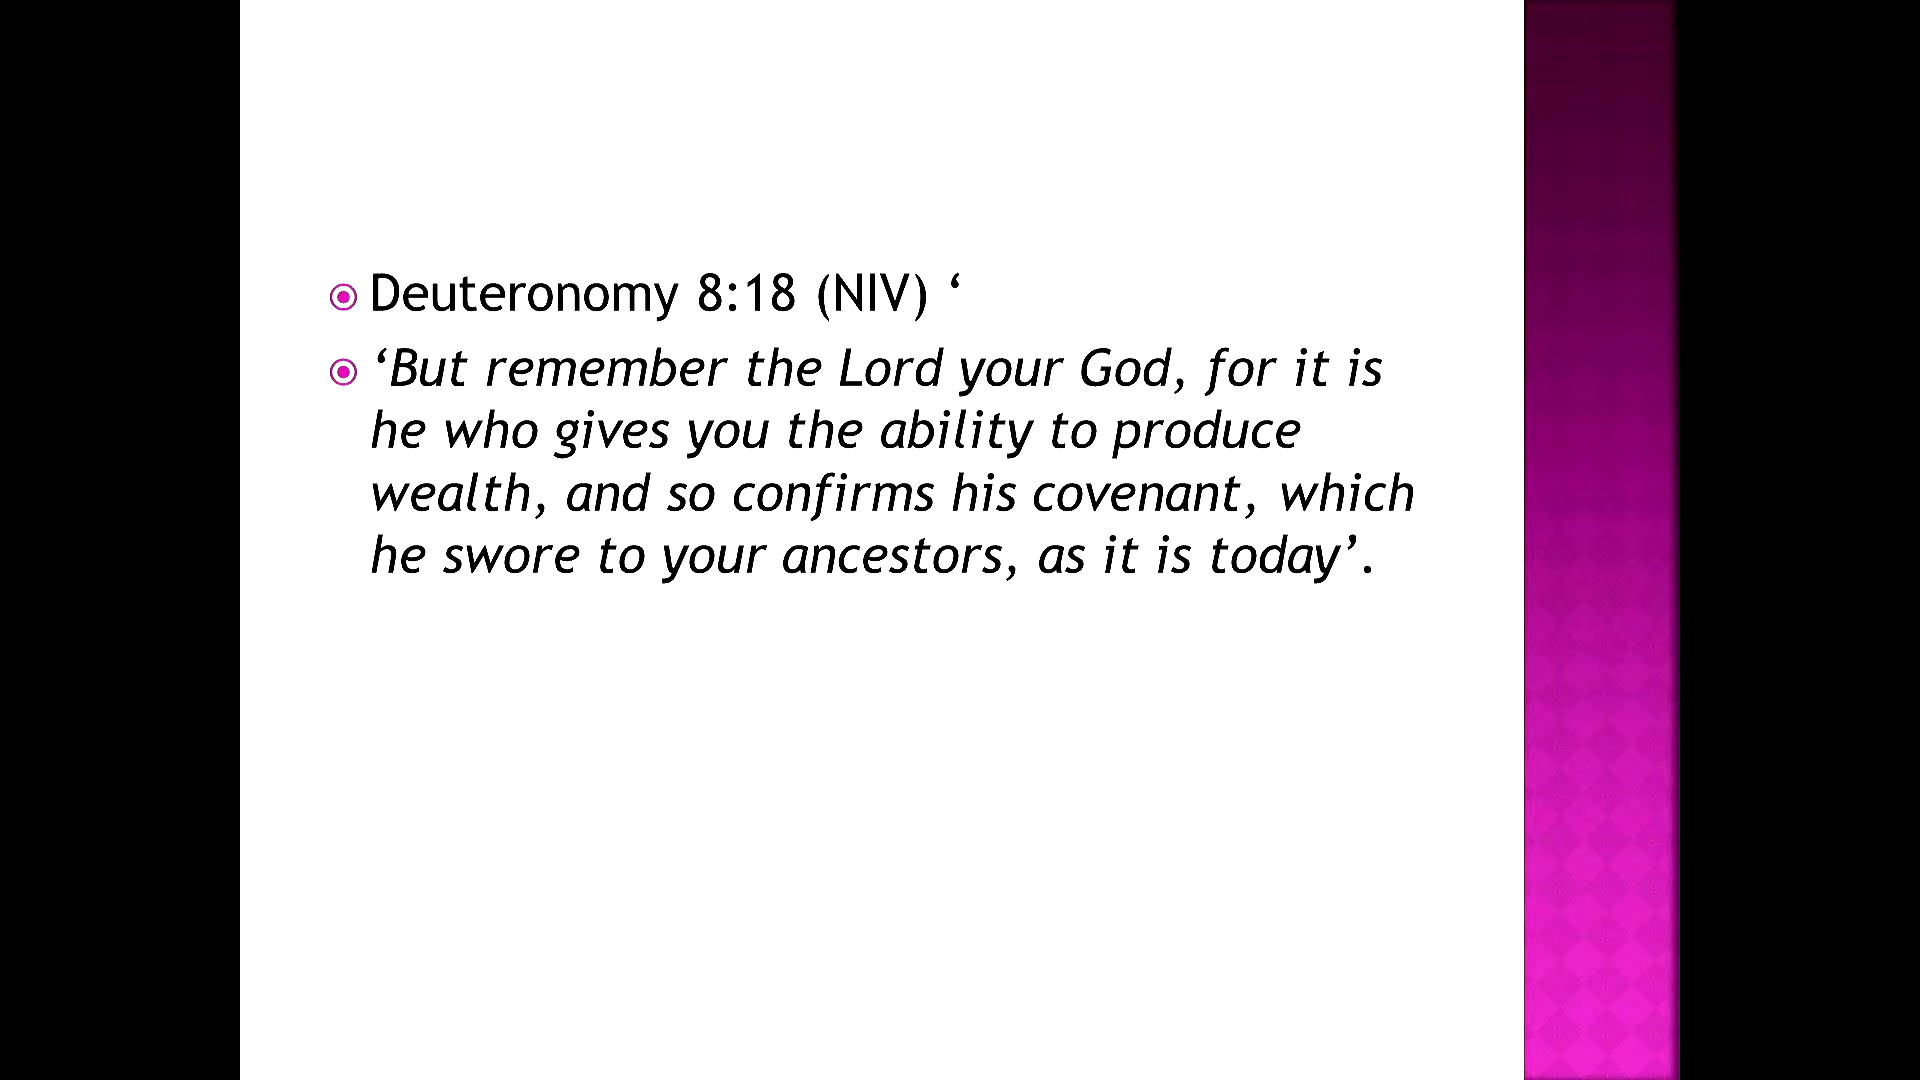 Deuteronomy 8:18 (NIV) ‘
‘But remember the Lord your God, for it is
he who gives you the ability to produce
wealth, and so confirms his covenant, which
he swore to your ancestors, as it is today’.